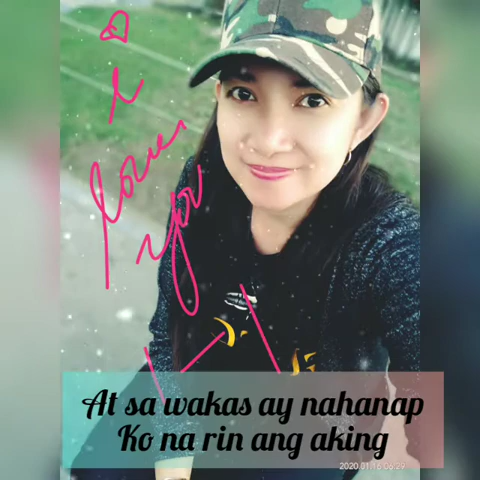 I
love
You
At sa wakas ay nahanap
Ko na rin ang aking
2020.01.16 06:29